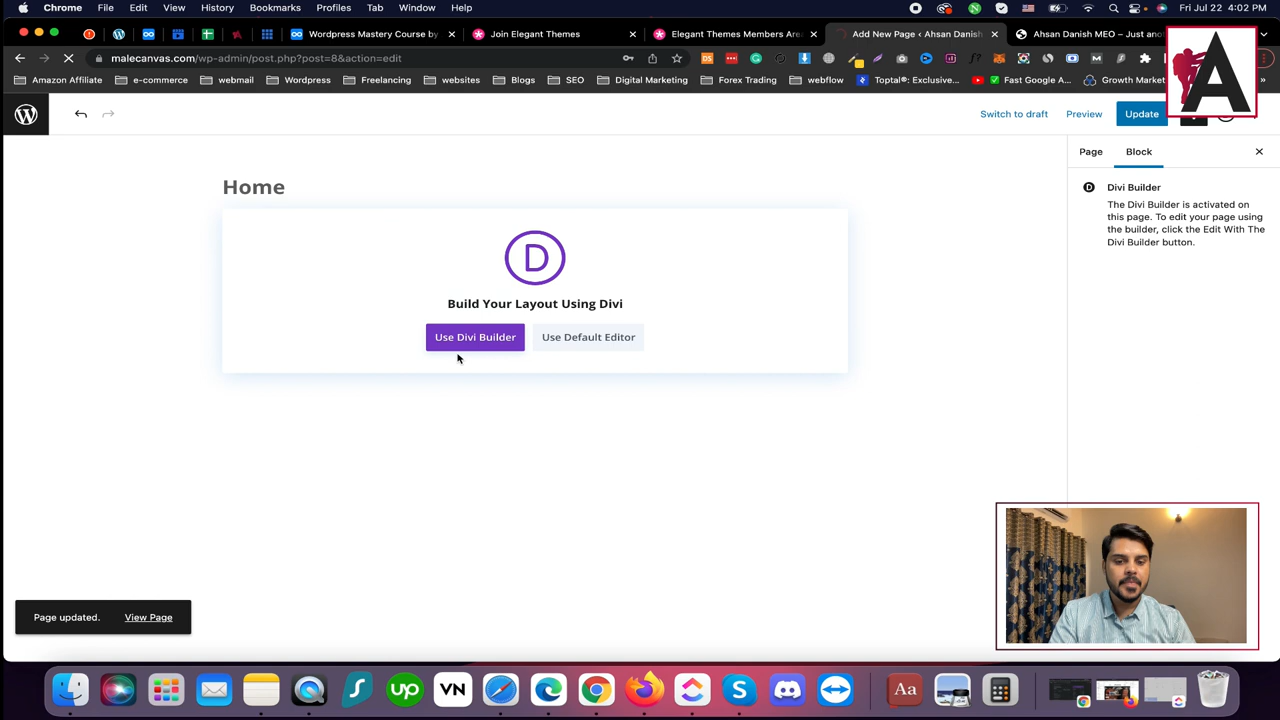 Chrome File Edit View History Bookmarks Profiles Tab Window Help
Fri Jul 22 4:02 PM
Wordpress Mastery Course by
Join Elegant Themes
Elegant Themes Members Are
Add New Page ‹ Ahsan Danish
Ahsan Danish MEO – Just ano
malecanvas.com/wp-admin/post.php?post=8&action=edit
Amazon Affiliate e-commerce webmail Wordpress Freelancing websites Blogs SEO Digital Marketing Forex Trading webflow Toptal®: Exclusive... Fast Google A... Growth Market
A
Switch to draft Preview Update
Page Block
Home
D
Build Your Layout Using Divi
Use Divi Builder Use Default Editor
Divi Builder
The Divi Builder is activated on
this page. To edit your page using
the builder, click the Edit With The
Divi Builder button.
Page updated. View Page
up VN S Aa